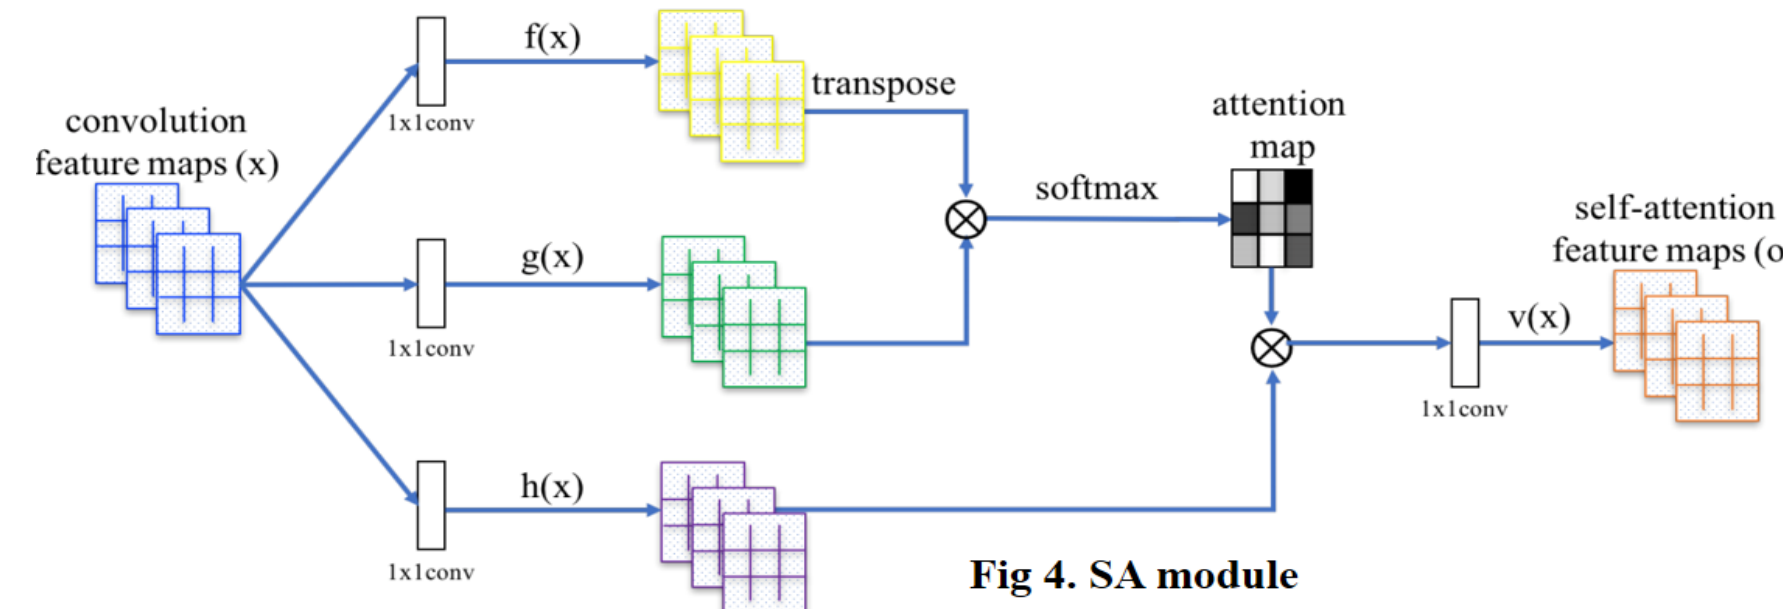 convolution
feature maps (x)
1x1conv
f(x)
transpose
1x1conv
g(x)
1x1conv
h(x)
softmax
attention
map
1x1conv
v(x)
self-attention
feature maps (o
Fig 4. SA module